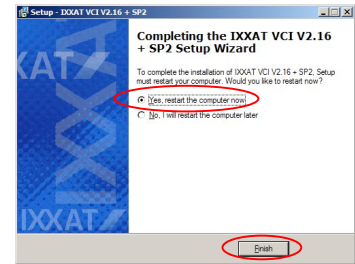 Setup - IXXAT VCI V2.16 + SP2
Completing the IXXAT VCI V2.16
+ SP2 Setup Wizard
To complete the installation of IXXAT VCI V2.16 + SP2, Setup
must restart your computer. Would you like to restart now?
Yes, restart the computer now
No, I will restart the computer later
IXXAT
Finish